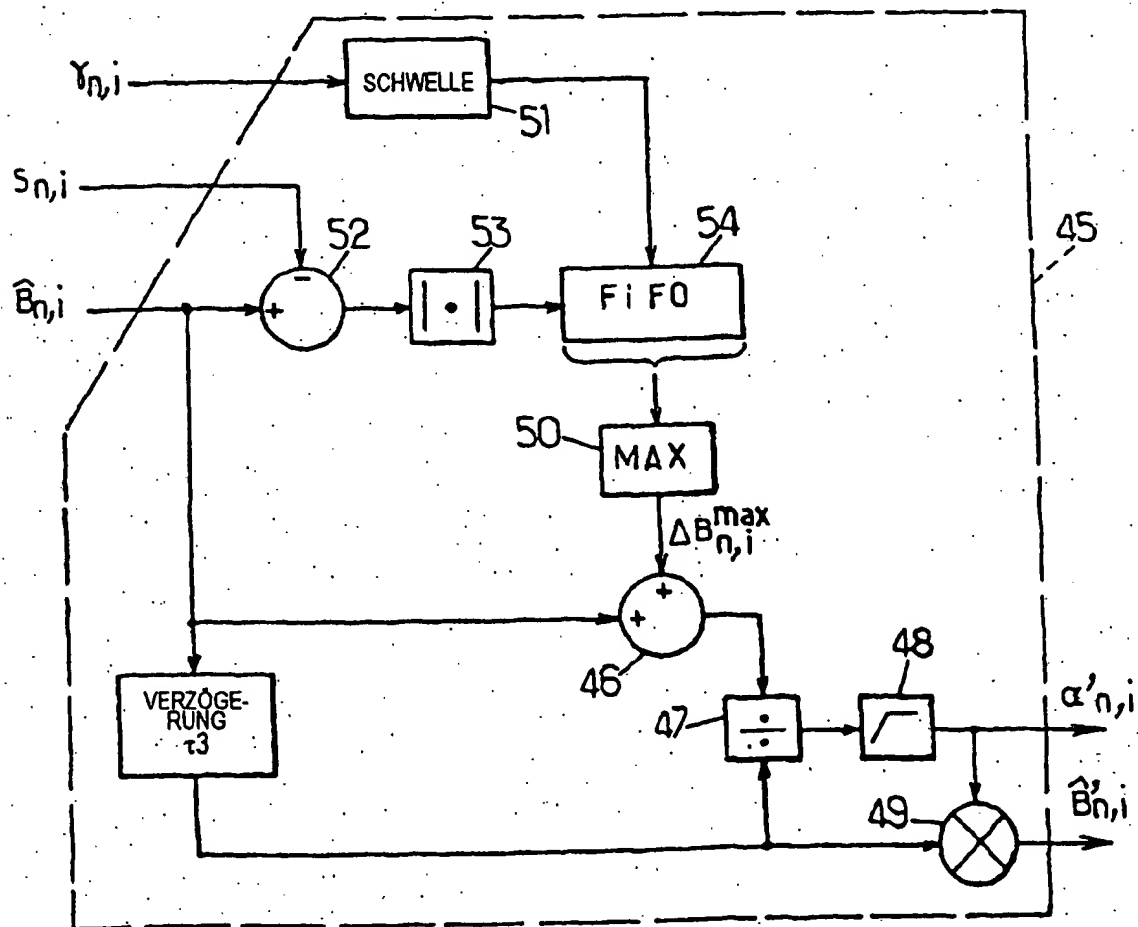 γn,i
SCHWELLE
51
Sn,i
52
53
54
45
B̂n,i
−
+
| • |
FiFO
50
MAX
ΔB max n,i
+
+
46
VERZÖGE-
RUNG
τ3
47
÷
48
α'n,i
49
B̂'n,i